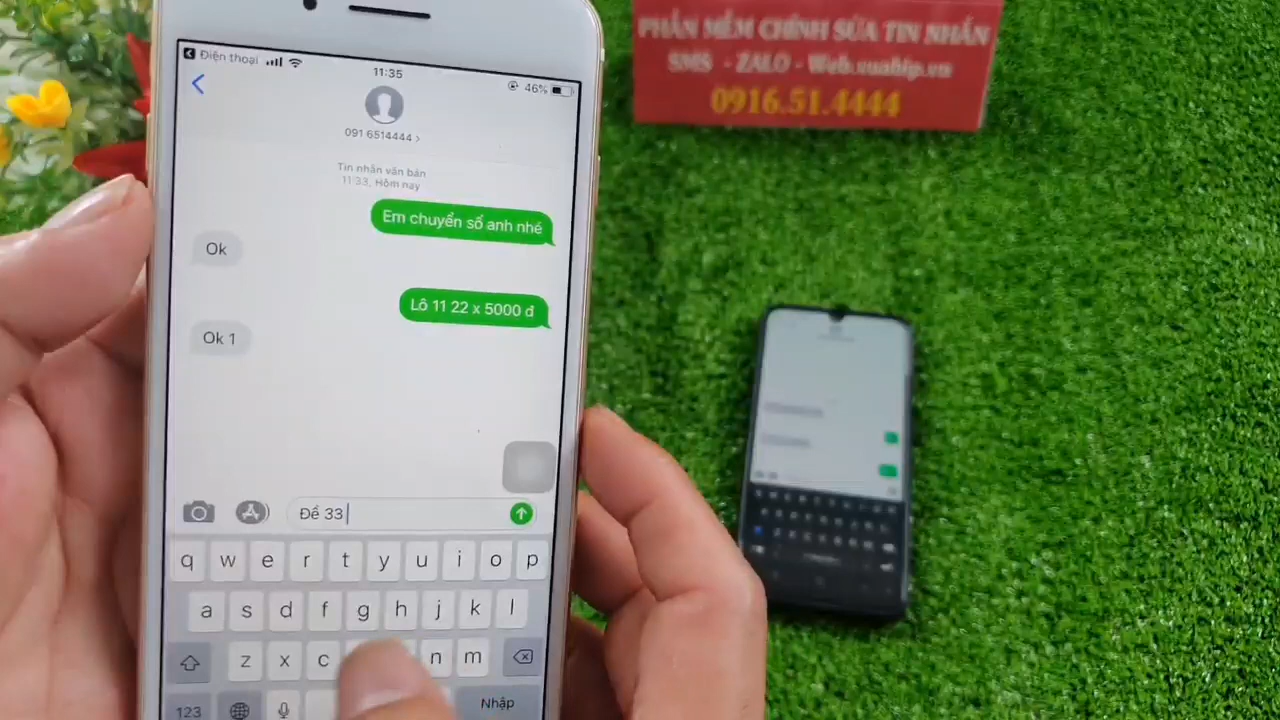 PHẦN MỀM CHỈNH SỬA TIN NHẮN
SMS - ZALO - Web.vuabip.vn
0916.51.4444
Điện thoại
11:35
46%
091 6514444 >
Tin nhắn văn bản
11:33, Hôm nay
Em chuyển số anh nhé
Ok
Lô 11 22 x 5000 đ
Ok 1
Đề 33
q w e r t y u i o p
a s d f g h j k l
z x c n m
123 Nhập